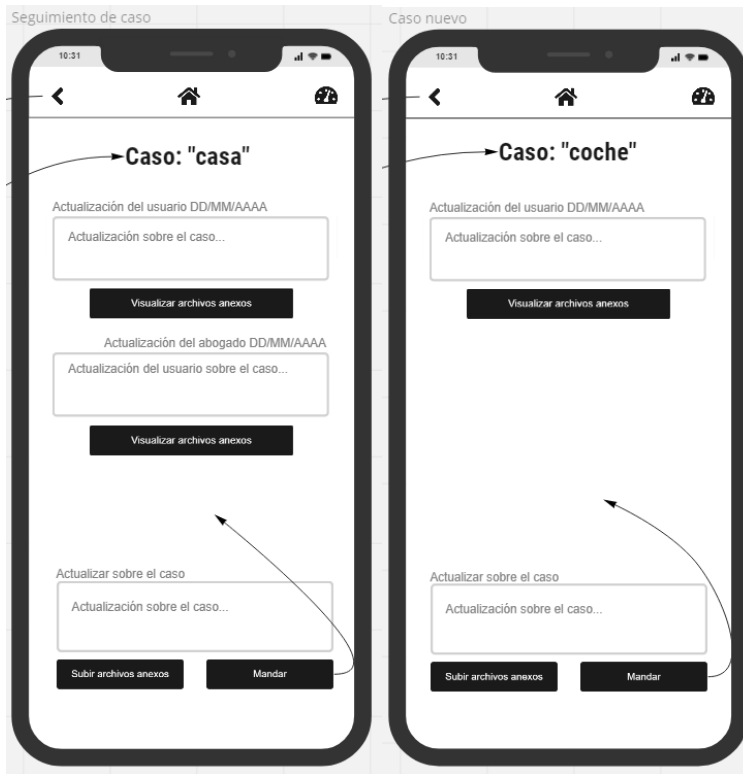 Seguimiento de caso
10:31
Caso: "casa"
Actualización del usuario DD/MM/AAAA
Actualización sobre el caso...
Visualizar archivos anexos
Actualización del abogado DD/MM/AAAA
Actualización del usuario sobre el caso...
Visualizar archivos anexos
Actualizar sobre el caso
Actualización sobre el caso...
Subir archivos anexos
Mandar
Caso nuevo
10:31
Caso: "coche"
Actualización del usuario DD/MM/AAAA
Actualización sobre el caso...
Visualizar archivos anexos
Actualizar sobre el caso
Actualización sobre el caso...
Subir archivos anexos
Mandar